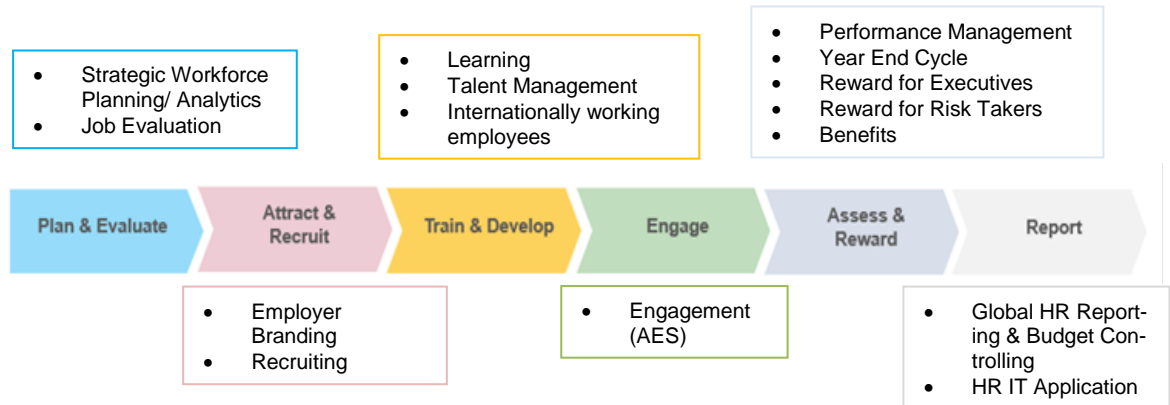 • Strategic Workforce
Planning/ Analytics
• Job Evaluation
• Learning
• Talent Management
• Internationally working
employees
• Performance Management
• Year End Cycle
• Reward for Executives
• Reward for Risk Takers
• Benefits
Plan & Evaluate
Attract &
Recruit
Train & Develop
Engage
Assess &
Reward
Report
• Employer
Branding
• Recruiting
• Engagement
(AES)
• Global HR Report-
ing & Budget Con-
trolling
• HR IT Application